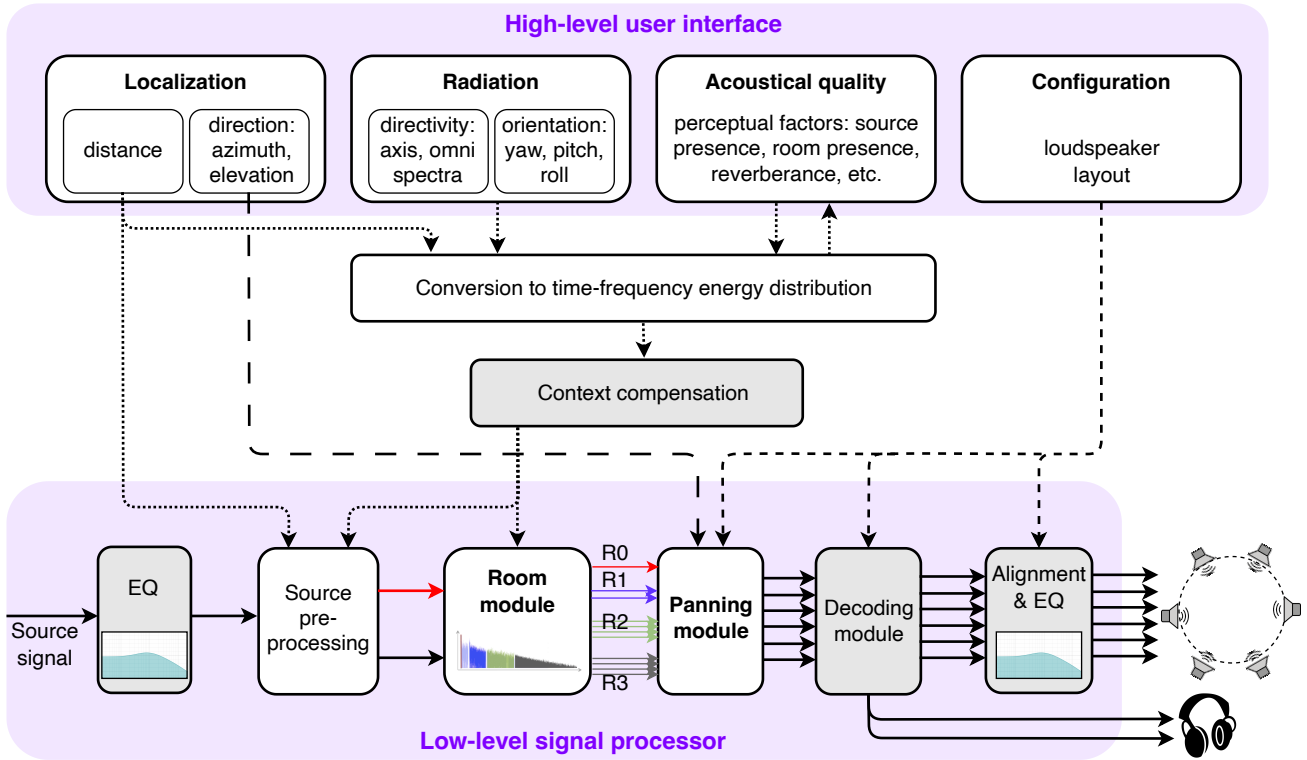 High-level user interface
Localization
distance
direction:
azimuth,
elevation
Radiation
directivity:
axis, omni
spectra
orientation:
yaw, pitch,
roll
Acoustical quality
perceptual factors: source
presence, room presence,
reverberance, etc.
Configuration
loudspeaker
layout
Conversion to time-frequency energy distribution
Context compensation
Source
signal
EQ
Source
pre-
processing
Room
module
R0
R1
R2
R3
Panning
module
Decoding
module
Alignment
& EQ
Low-level signal processor